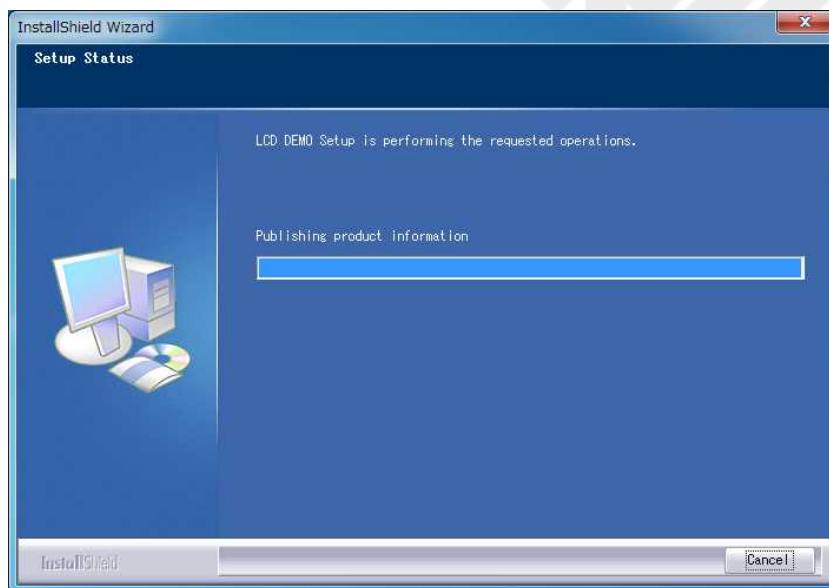 InstallShield Wizard
Setup Status
LCD DEMO Setup is performing the requested operations.
Publishing product information
InstallShield
Cancel